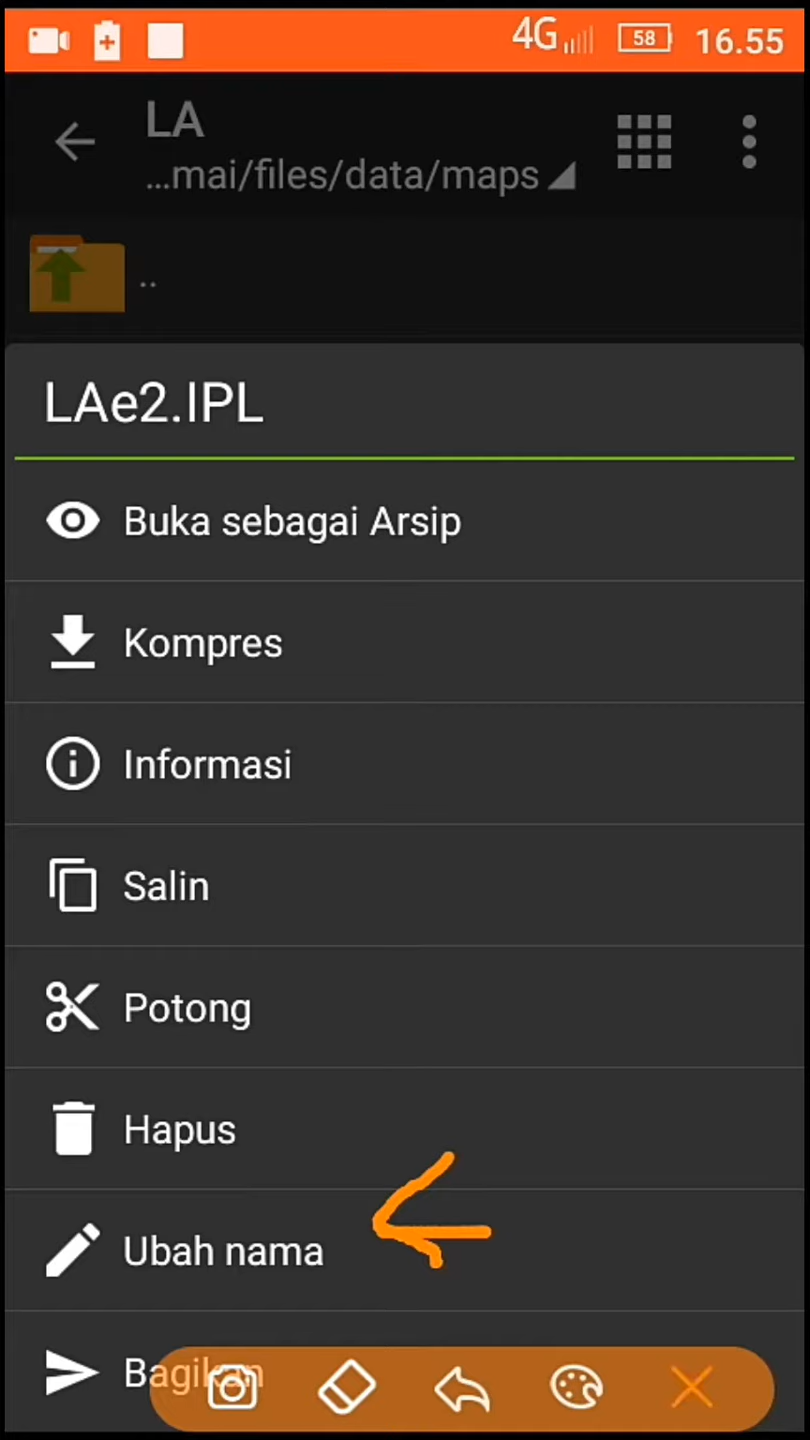 4G 58 16.55
LA
...mai/files/data/maps
..
LAe2.IPL
Buka sebagai Arsip
Kompres
Informasi
Salin
Potong
Hapus
Ubah nama
Bagikan